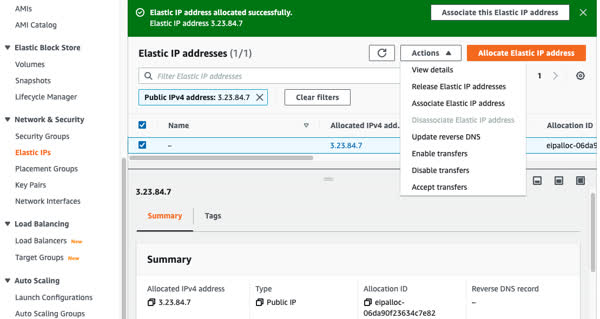 AMIs
AMI Catalog
Elastic Block Store
Volumes
Snapshots
Lifecycle Manager
Network & Security
Security Groups
Elastic IPs
Placement Groups
Key Pairs
Network Interfaces
Load Balancing
Load Balancers New
Target Groups New
Auto Scaling
Launch Configurations
Auto Scaling Groups
Elastic IP address allocated successfully.
Elastic IP address 3.23.84.7
Associate this Elastic IP address
Elastic IP addresses (1/1)
Actions
Allocate Elastic IP address
Filter Elastic IP addresses
1
Public IPv4 address: 3.23.84.7
Clear filters
View details
Release Elastic IP addresses
Associate Elastic IP address
Disassociate Elastic IP address
Update reverse DNS
Enable transfers
Disable transfers
Accept transfers
Name
Allocated IPv4 add...
Allocation ID
–
3.23.84.7
eipalloc-06da9
3.23.84.7
Summary
Tags
Summary
Allocated IPv4 address
Type
Allocation ID
Reverse DNS record
3.23.84.7
Public IP
eipalloc-
06da90f23634c7e82
–